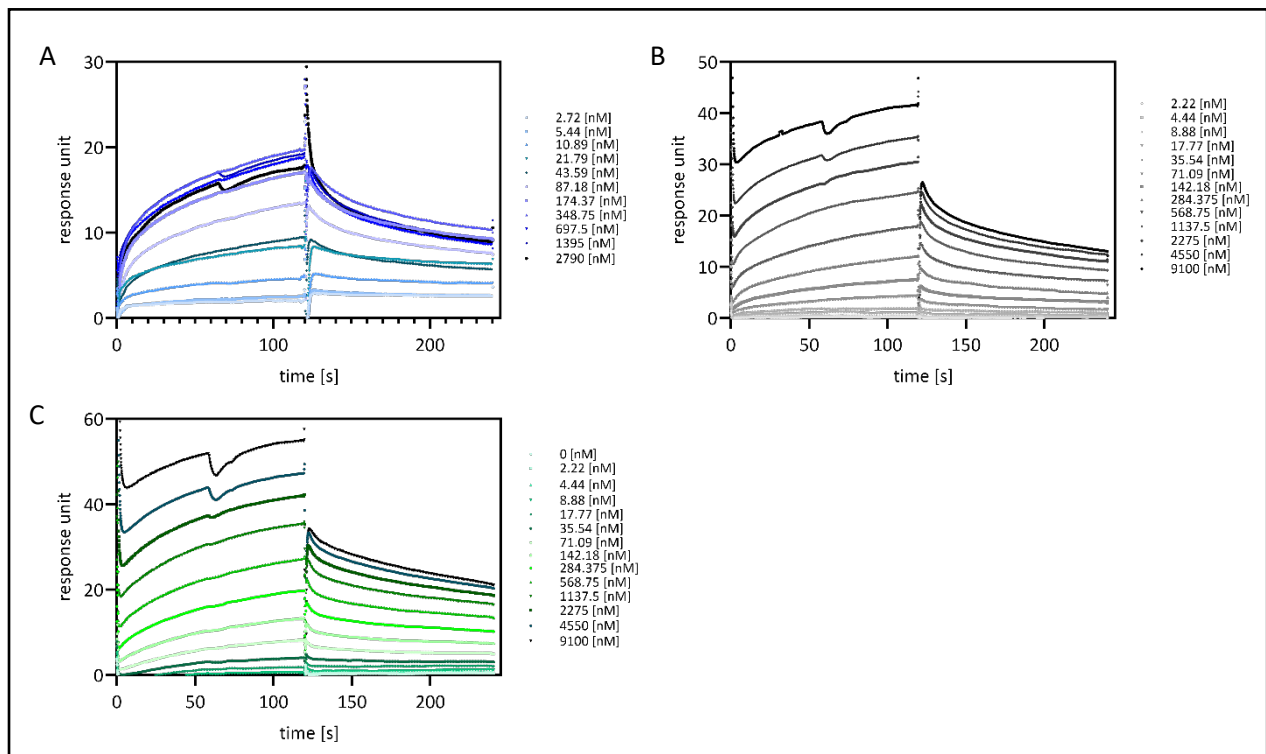 A
30
20
10
0
0
100
200
response unit
time [s]
2.72 [nM]
5.44 [nM]
10.89 [nM]
21.79 [nM]
43.59 [nM]
87.18 [nM]
174.37 [nM]
348.75 [nM]
697.5 [nM]
1395 [nM]
2790 [nM]
B
50
40
30
20
10
0
0
50
100
150
200
response unit
time [s]
2.22 [nM]
4.44 [nM]
8.88 [nM]
17.77 [nM]
35.54 [nM]
71.09 [nM]
142.18 [nM]
284.375 [nM]
568.75 [nM]
1137.5 [nM]
2275 [nM]
4550 [nM]
9100 [nM]
C
60
40
20
0
0
50
100
150
200
response unit
time [s]
0 [nM]
2.22 [nM]
4.44 [nM]
8.88 [nM]
17.77 [nM]
35.54 [nM]
71.09 [nM]
142.18 [nM]
284.375 [nM]
568.75 [nM]
1137.5 [nM]
2275 [nM]
4550 [nM]
9100 [nM]